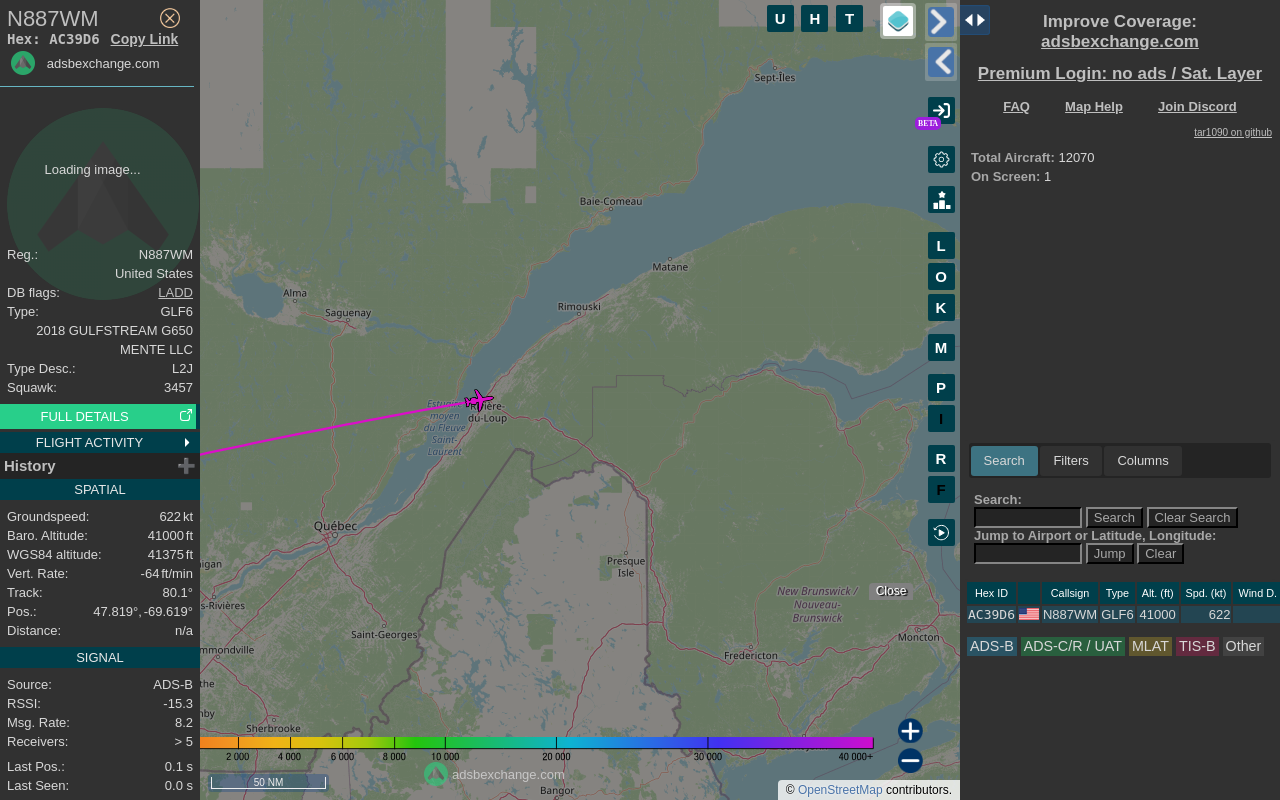 N887WM
Hex: AC39D6 Copy Link
adsbexchange.com
Loading image...
Reg.: N887WM
United States
DB flags: LADD
Type: GLF6
2018 GULFSTREAM G650
MENTE LLC
Type Desc.: L2J
Squawk: 3457
FULL DETAILS
FLIGHT ACTIVITY
History
SPATIAL
Groundspeed: 622 kt
Baro. Altitude: 41000 ft
WGS84 altitude: 41375 ft
Vert. Rate: -64 ft/min
Track: 80.1°
Pos.: 47.819°, -69.619°
Distance: n/a
SIGNAL
Source: ADS-B
RSSI: -15.3
Msg. Rate: 8.2
Receivers: > 5
Last Pos.: 0.1 s
Last Seen: 0.0 s
U H T
Sept-Îles
BETA
Baie-Comeau
Matane
Alma
Saguenay
Rimouski
Estuaire
moyen
du Fleuve
Saint-
Laurent
Rivière-
du-Loup
Québec
Presque
Isle
igan
s-Rivières
Saint-Georges
mmondville
New Brunswick /
Nouveau-
Brunswick
Close
Moncton
Fredericton
the
nby
Sherbrooke
Bangor
L
O
K
M
P
I
R
F
2 000 4 000 6 000 8 000 10 000 20 000 30 000 40 000+
50 NM
adsbexchange.com
© OpenStreetMap contributors.
Improve Coverage:
adsbexchange.com
Premium Login: no ads / Sat. Layer
FAQ Map Help Join Discord
tar1090 on github
Total Aircraft: 12070
On Screen: 1
Search Filters Columns
Search:
Search Clear Search
Jump to Airport or Latitude, Longitude:
Jump Clear
Hex ID Callsign Type Alt. (ft) Spd. (kt) Wind D.
AC39D6 N887WM GLF6 41000 622
ADS-B ADS-C/R / UAT MLAT TIS-B Other